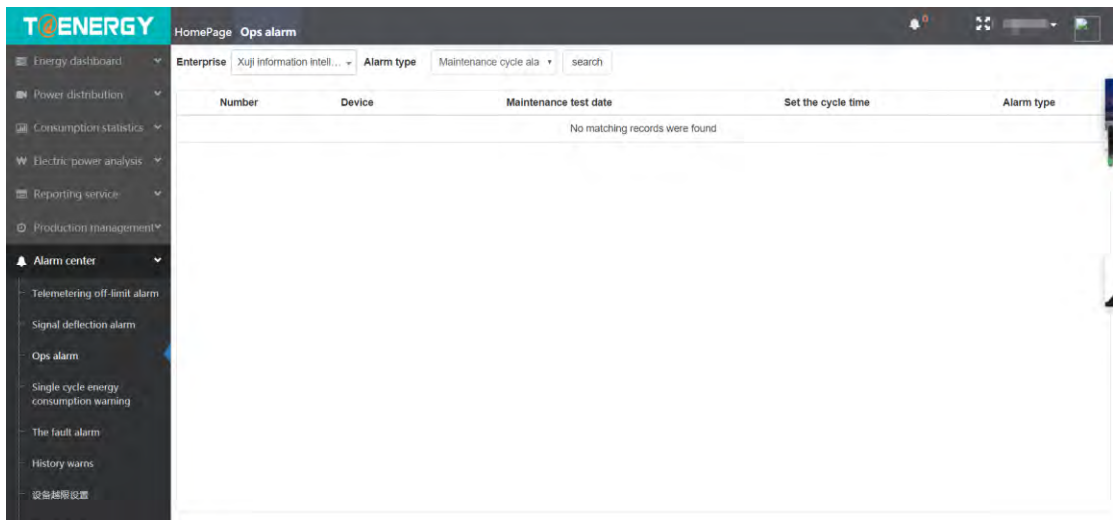 T@ENERGY
HomePage Ops alarm
0
Energy dashboard
Enterprise Xuji information intell... Alarm type Maintenance cycle ala search
Power distribution
Number Device Maintenance test date Set the cycle time Alarm type
Consumption statistics
No matching records were found
Electric power analysis
Reporting service
Production management
Alarm center
Telemetering off-limit alarm
Signal deflection alarm
Ops alarm
Single cycle energy
consumption warning
The fault alarm
History warns
设备越限设置